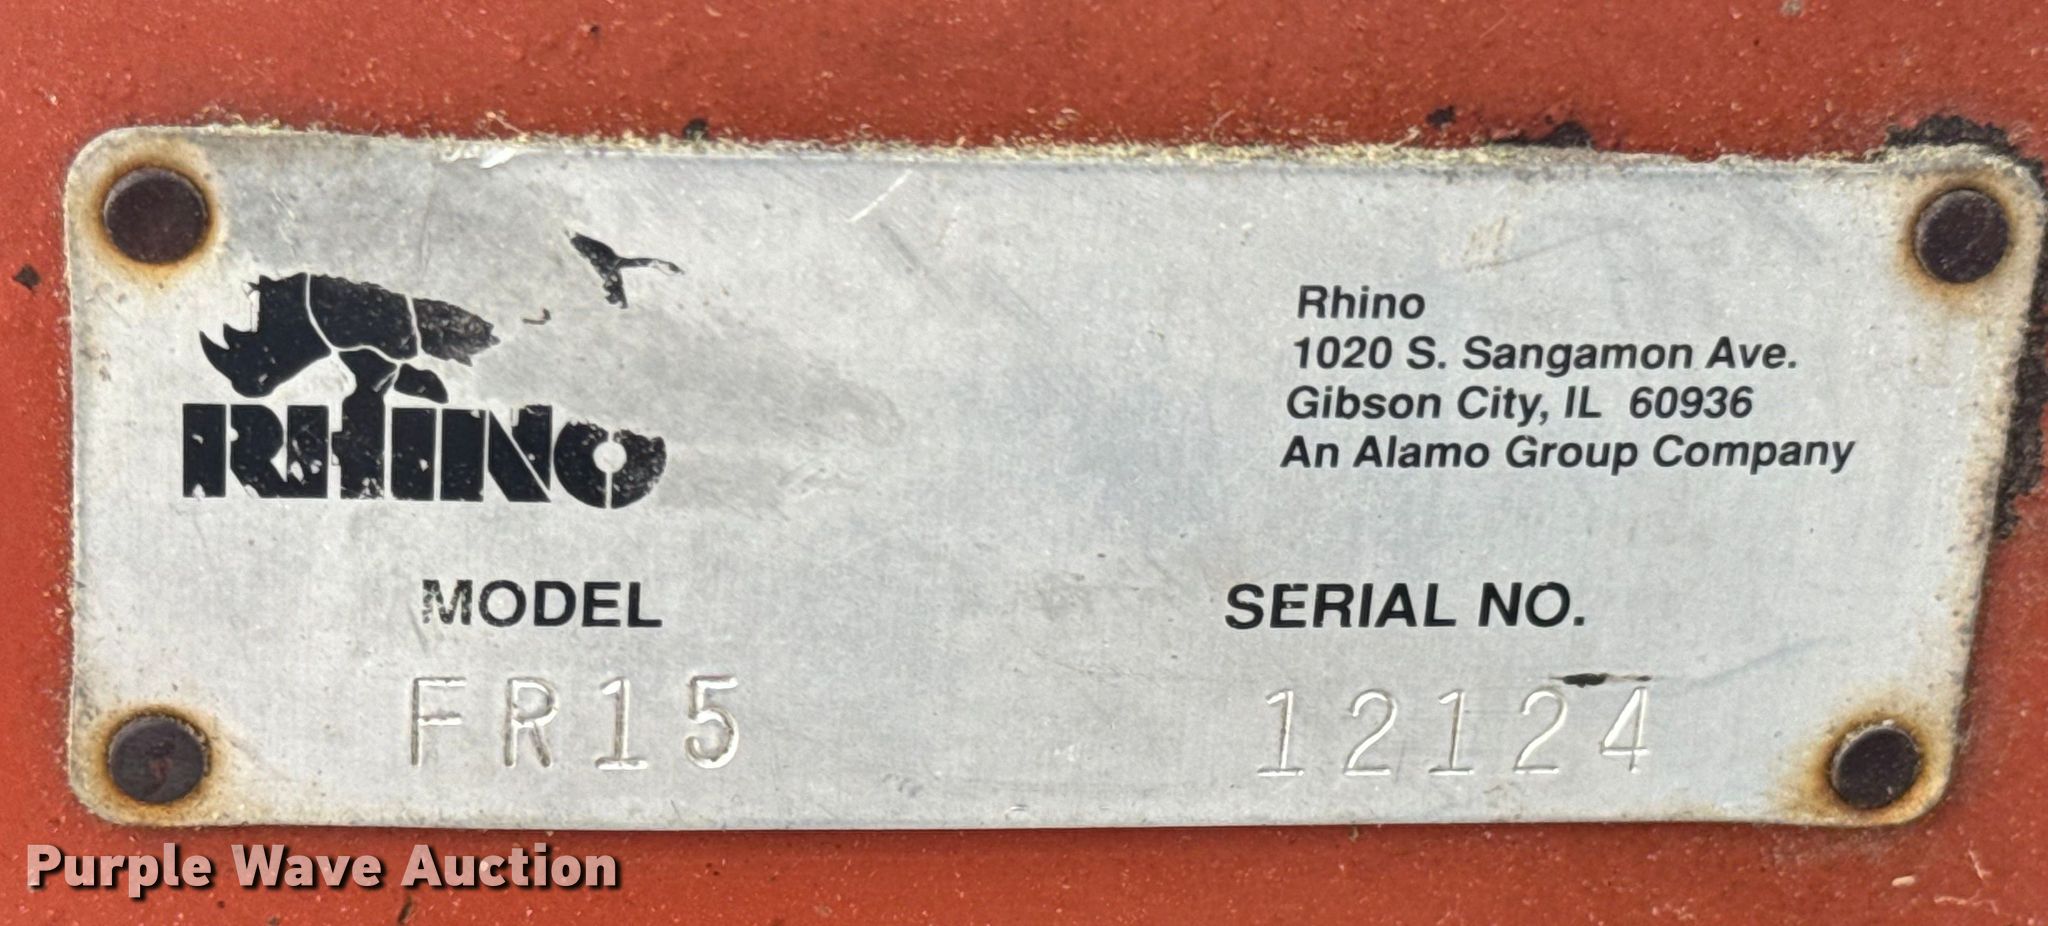 RHINO
Rhino
1020 S. Sangamon Ave.
Gibson City, IL 60936
An Alamo Group Company
MODEL
SERIAL NO.
FR15
12124
Purple Wave Auction